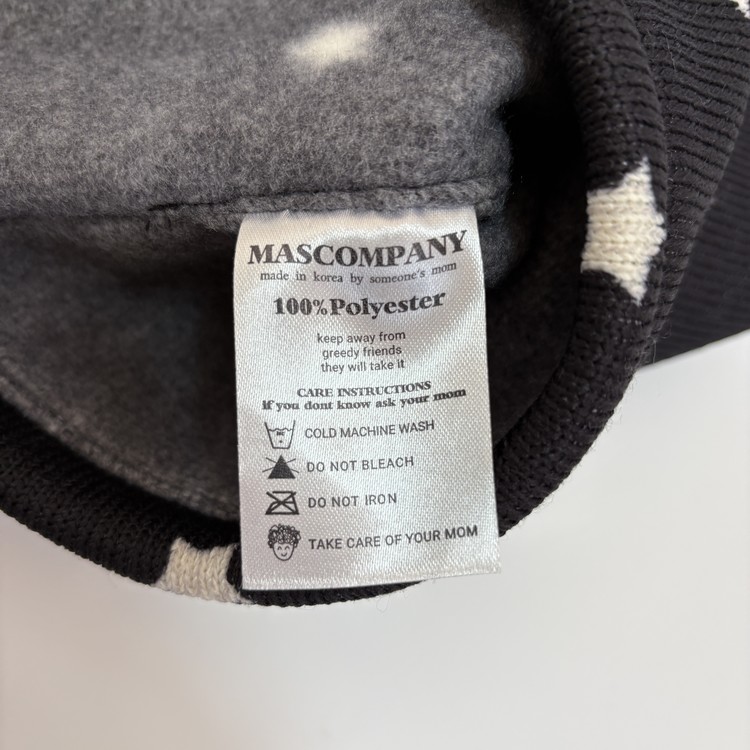 MASCOMPANY
made in korea by someone's mom
100%Polyester
keep away from
greedy friends
they will take it
CARE INSTRUCTIONS
if you dont know ask your mom
COLD MACHINE WASH
DO NOT BLEACH
DO NOT IRON
TAKE CARE OF YOUR MOM